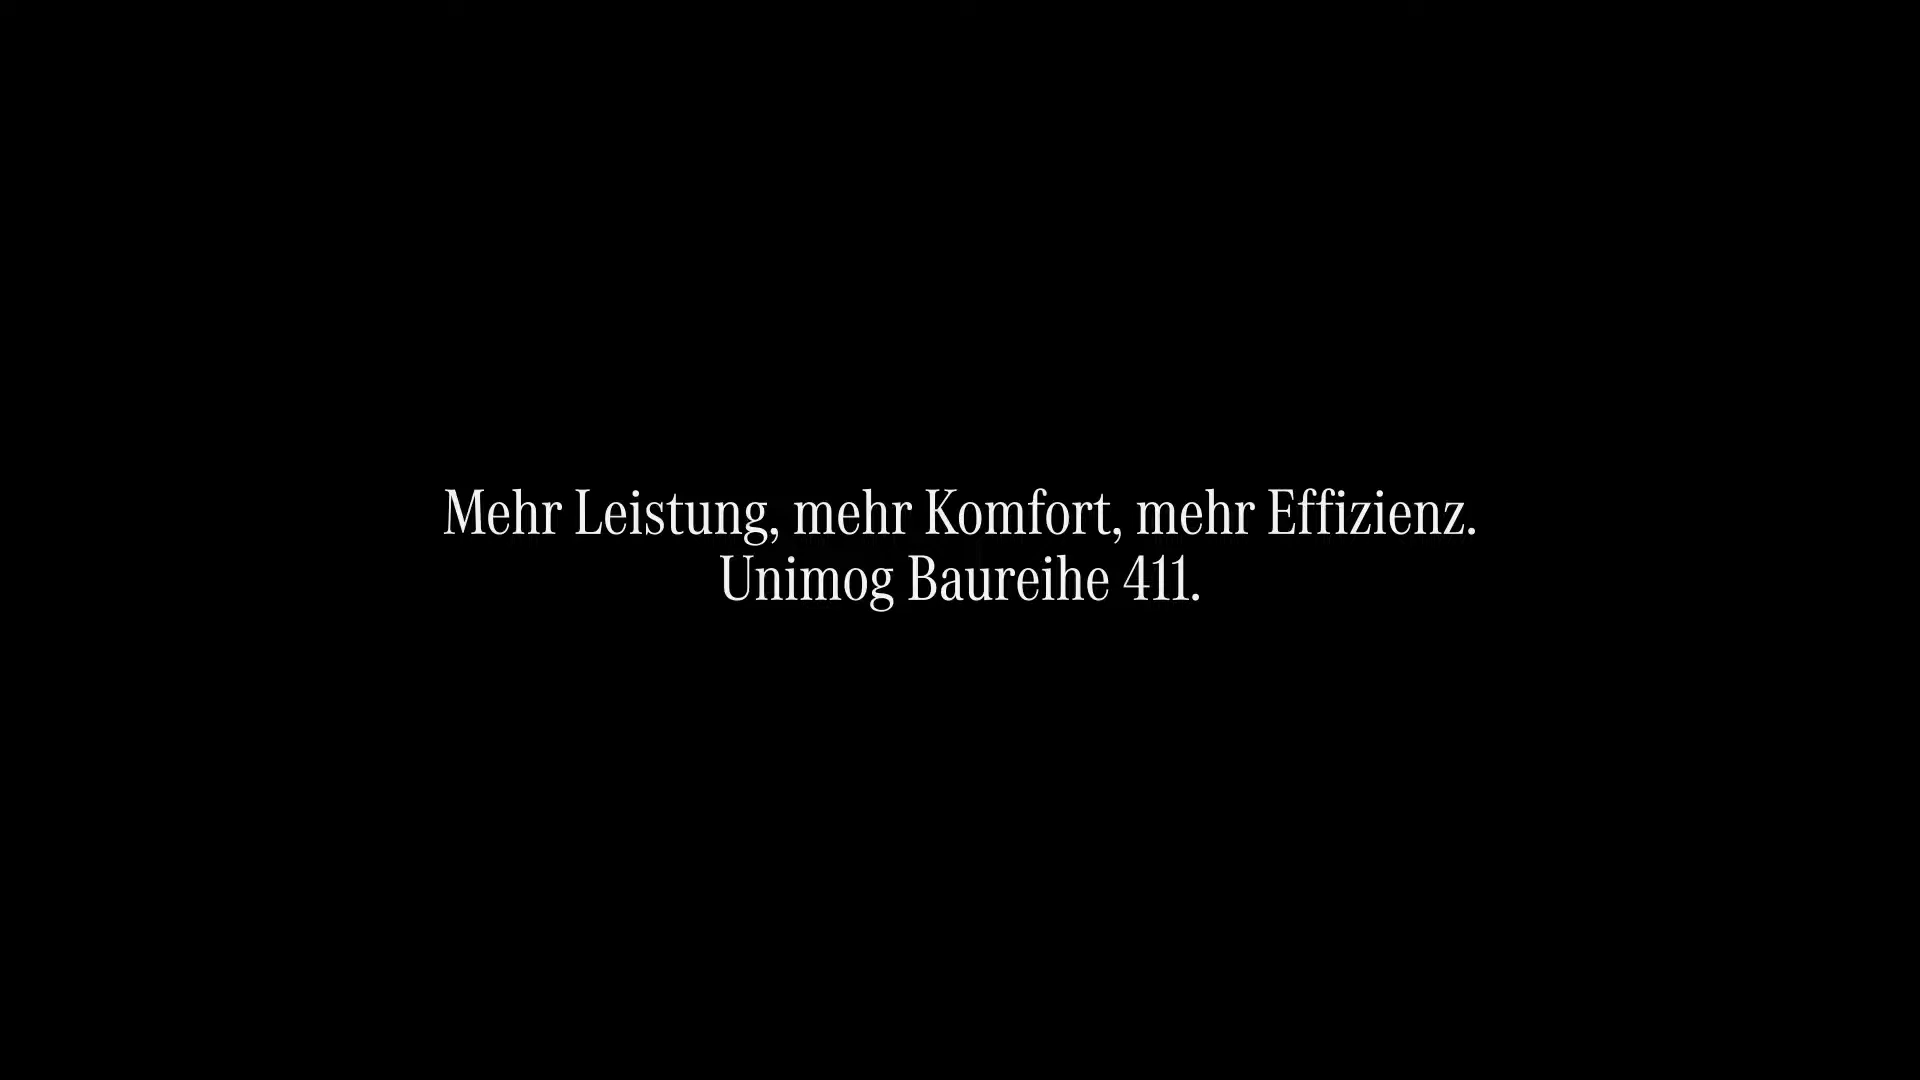 Mehr Leistung, mehr Komfort, mehr Effizienz.
Unimog Baureihe 411.